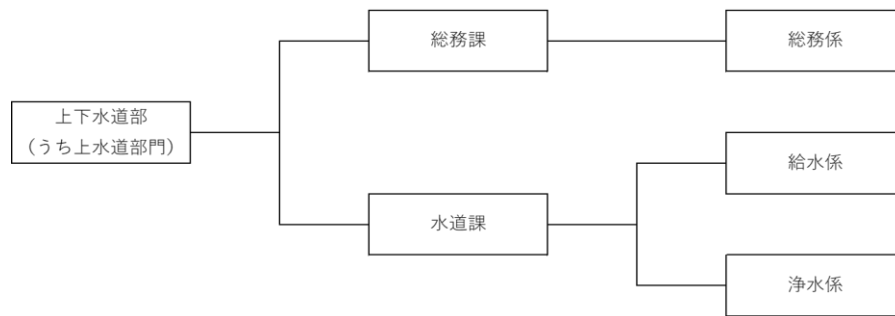 総務課
総務係
上下水道部
（うち上水道部門）
給水係
水道課
浄水係